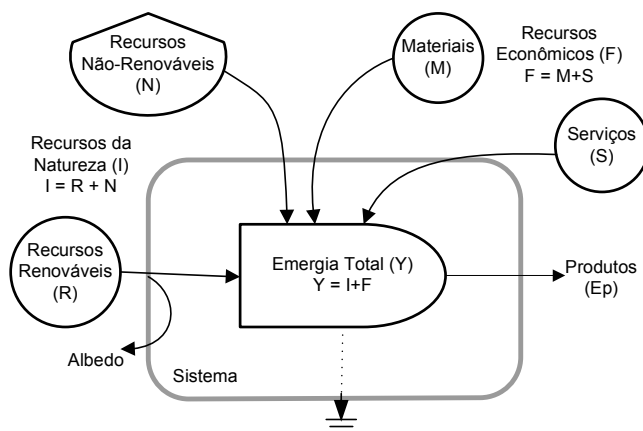 Recursos
Não-Renováveis
(N)
Materiais
(M)
Recursos
Econômicos (F)
F = M+S
Serviços
(S)
Recursos da
Natureza (I)
I = R + N
Recursos
Renováveis
(R)
Emergia Total (Y)
Y = I+F
Produtos
(Ep)
Albedo
Sistema